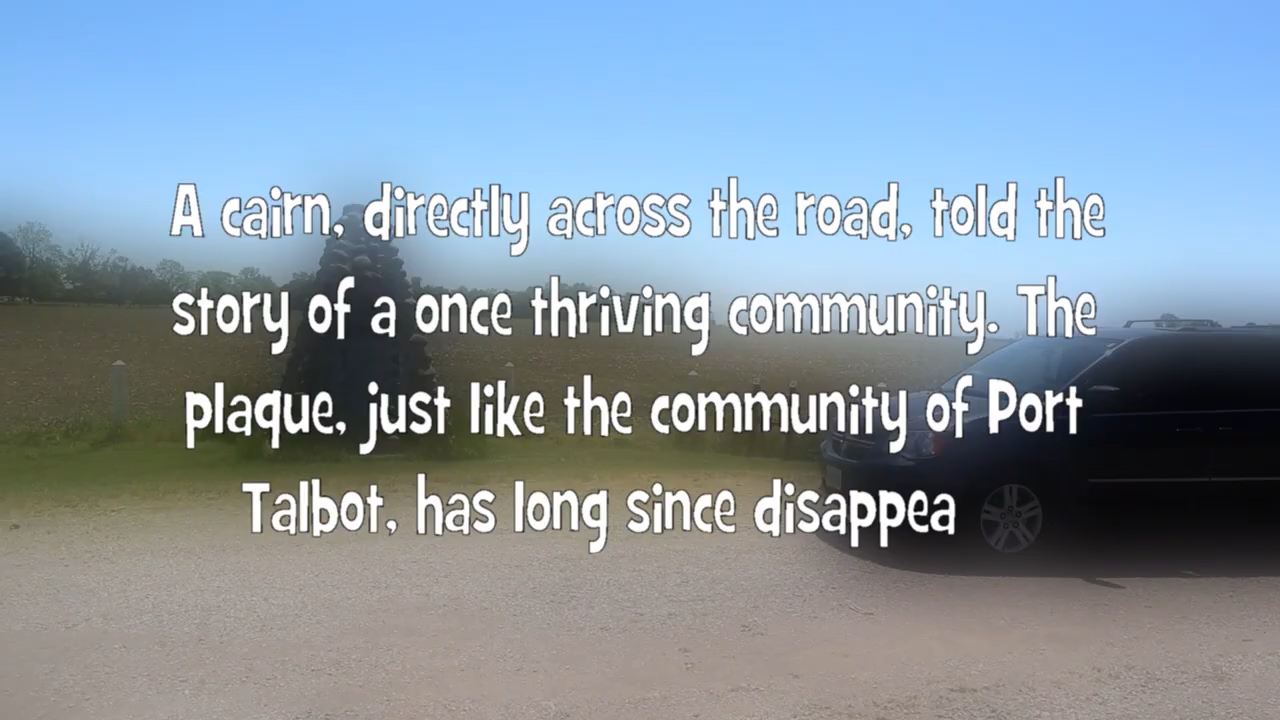 A cairn, directly across the road, told the
story of a once thriving community. The
plaque, just like the community of Port
Talbot, has long since disappea